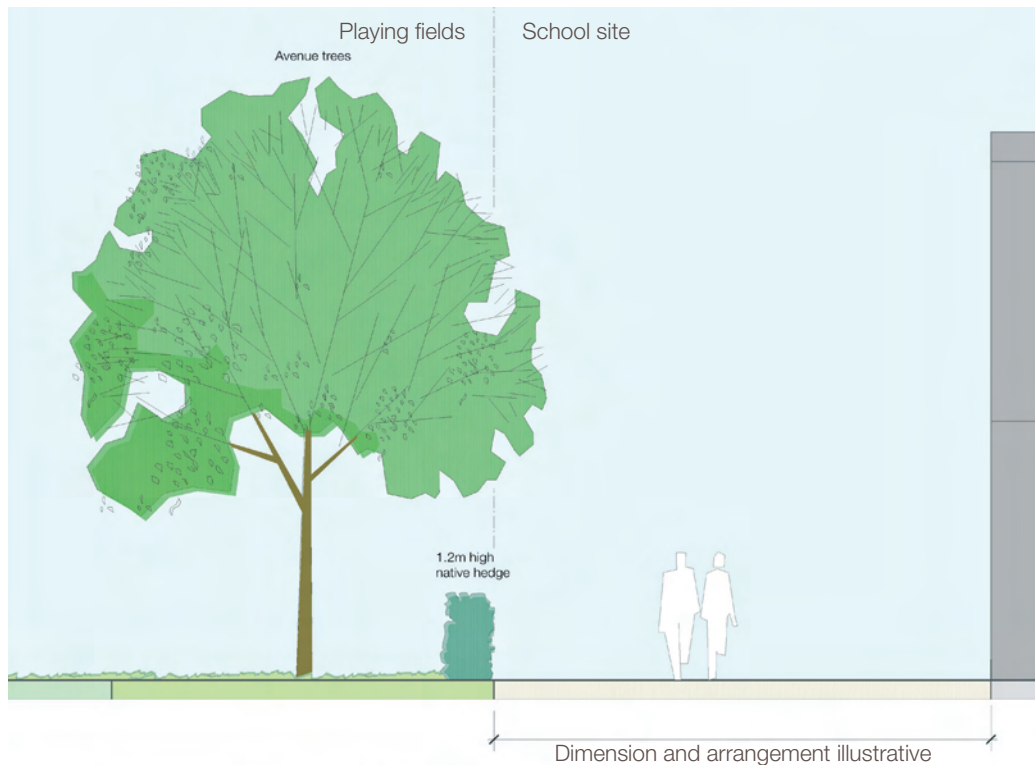 Playing fields
School site
Avenue trees
1.2m high
native hedge
Dimension and arrangement illustrative